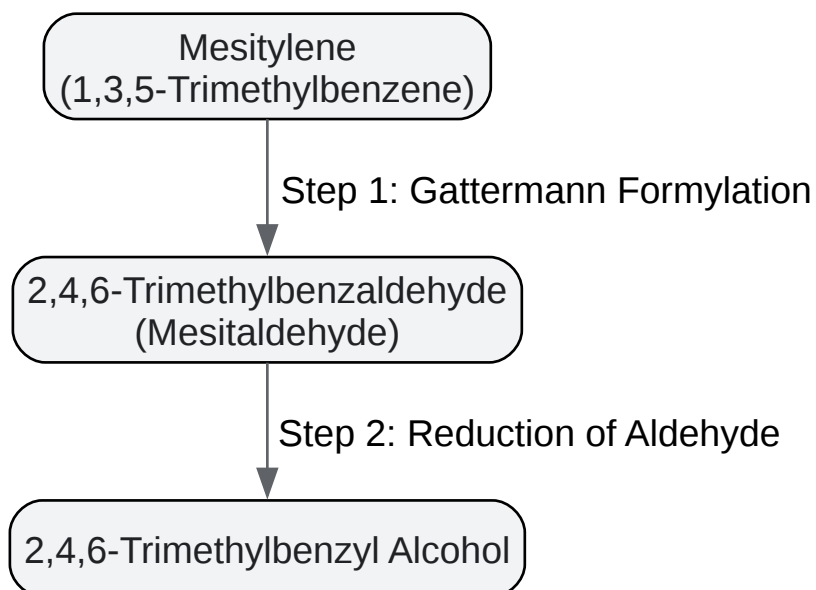 Mesitylene
(1,3,5-Trimethylbenzene)
Step 1: Gattermann Formylation
2,4,6-Trimethylbenzaldehyde
(Mesitaldehyde)
Step 2: Reduction of Aldehyde
2,4,6-Trimethylbenzyl Alcohol